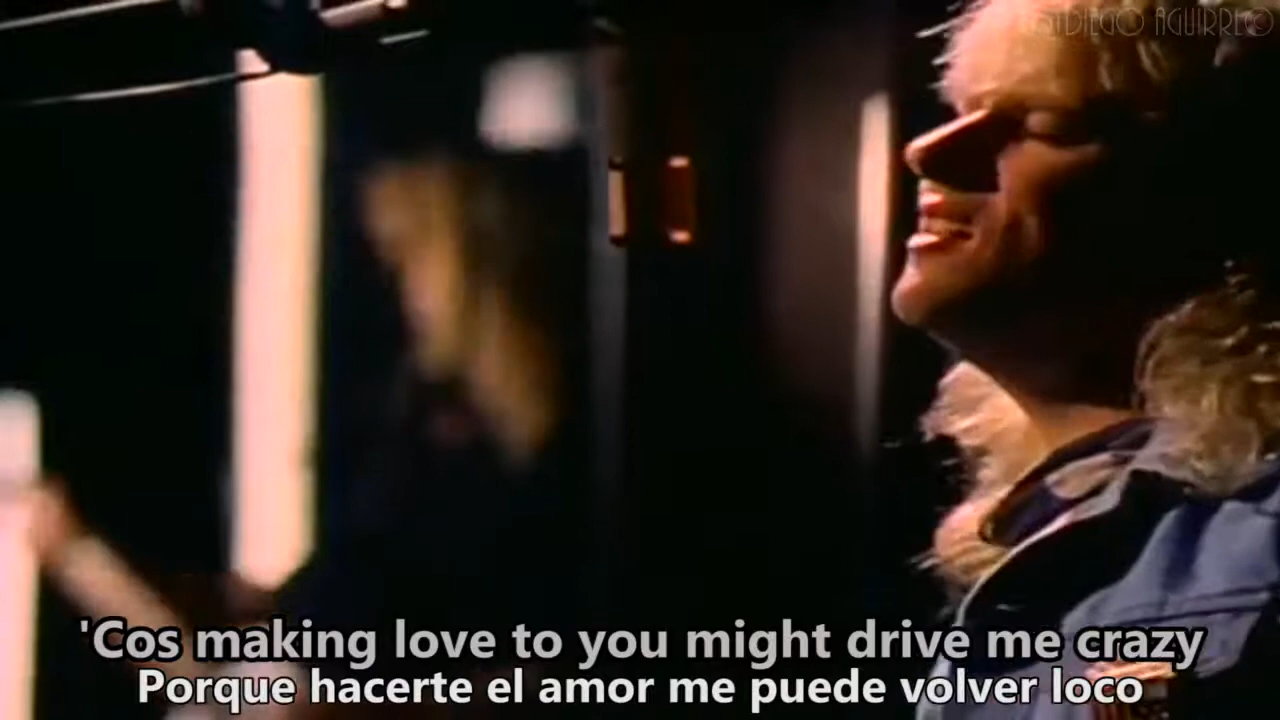 DIEGO AGUIRRE
'Cos making love to you might drive me crazy
Porque hacerte el amor me puede volver loco